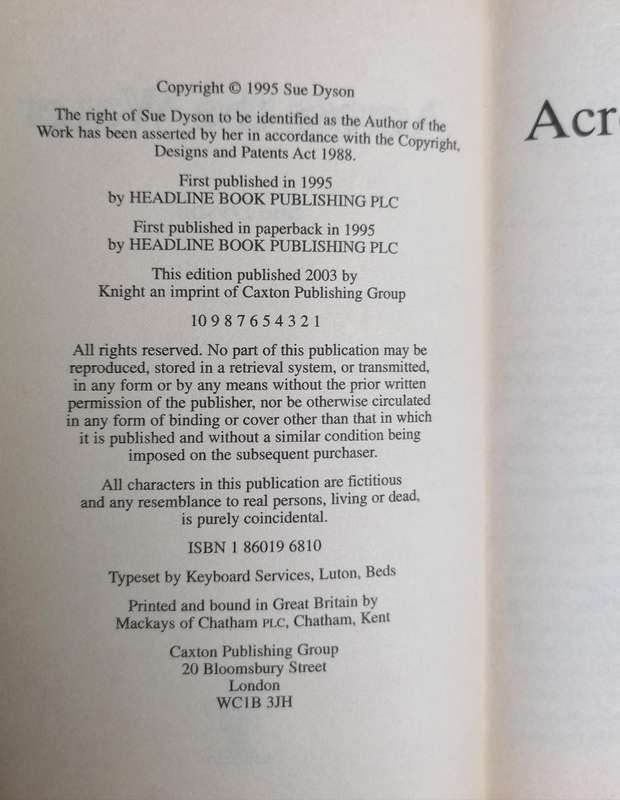 Copyright © 1995 Sue Dyson
The right of Sue Dyson to be identified as the Author of the
Work has been asserted by her in accordance with the Copyright,
Designs and Patents Act 1988.
First published in 1995
by HEADLINE BOOK PUBLISHING PLC
First published in paperback in 1995
by HEADLINE BOOK PUBLISHING PLC
This edition published 2003 by
Knight an imprint of Caxton Publishing Group
10 9 8 7 6 5 4 3 2 1
All rights reserved. No part of this publication may be
reproduced, stored in a retrieval system, or transmitted,
in any form or by any means without the prior written
permission of the publisher, nor be otherwise circulated
in any form of binding or cover other than that in which
it is published and without a similar condition being
imposed on the subsequent purchaser.
All characters in this publication are fictitious
and any resemblance to real persons, living or dead,
is purely coincidental.
ISBN 1 86019 6810
Typeset by Keyboard Services, Luton, Beds
Printed and bound in Great Britain by
Mackays of Chatham PLC, Chatham, Kent
Caxton Publishing Group
20 Bloomsbury Street
London
WC1B 3JH